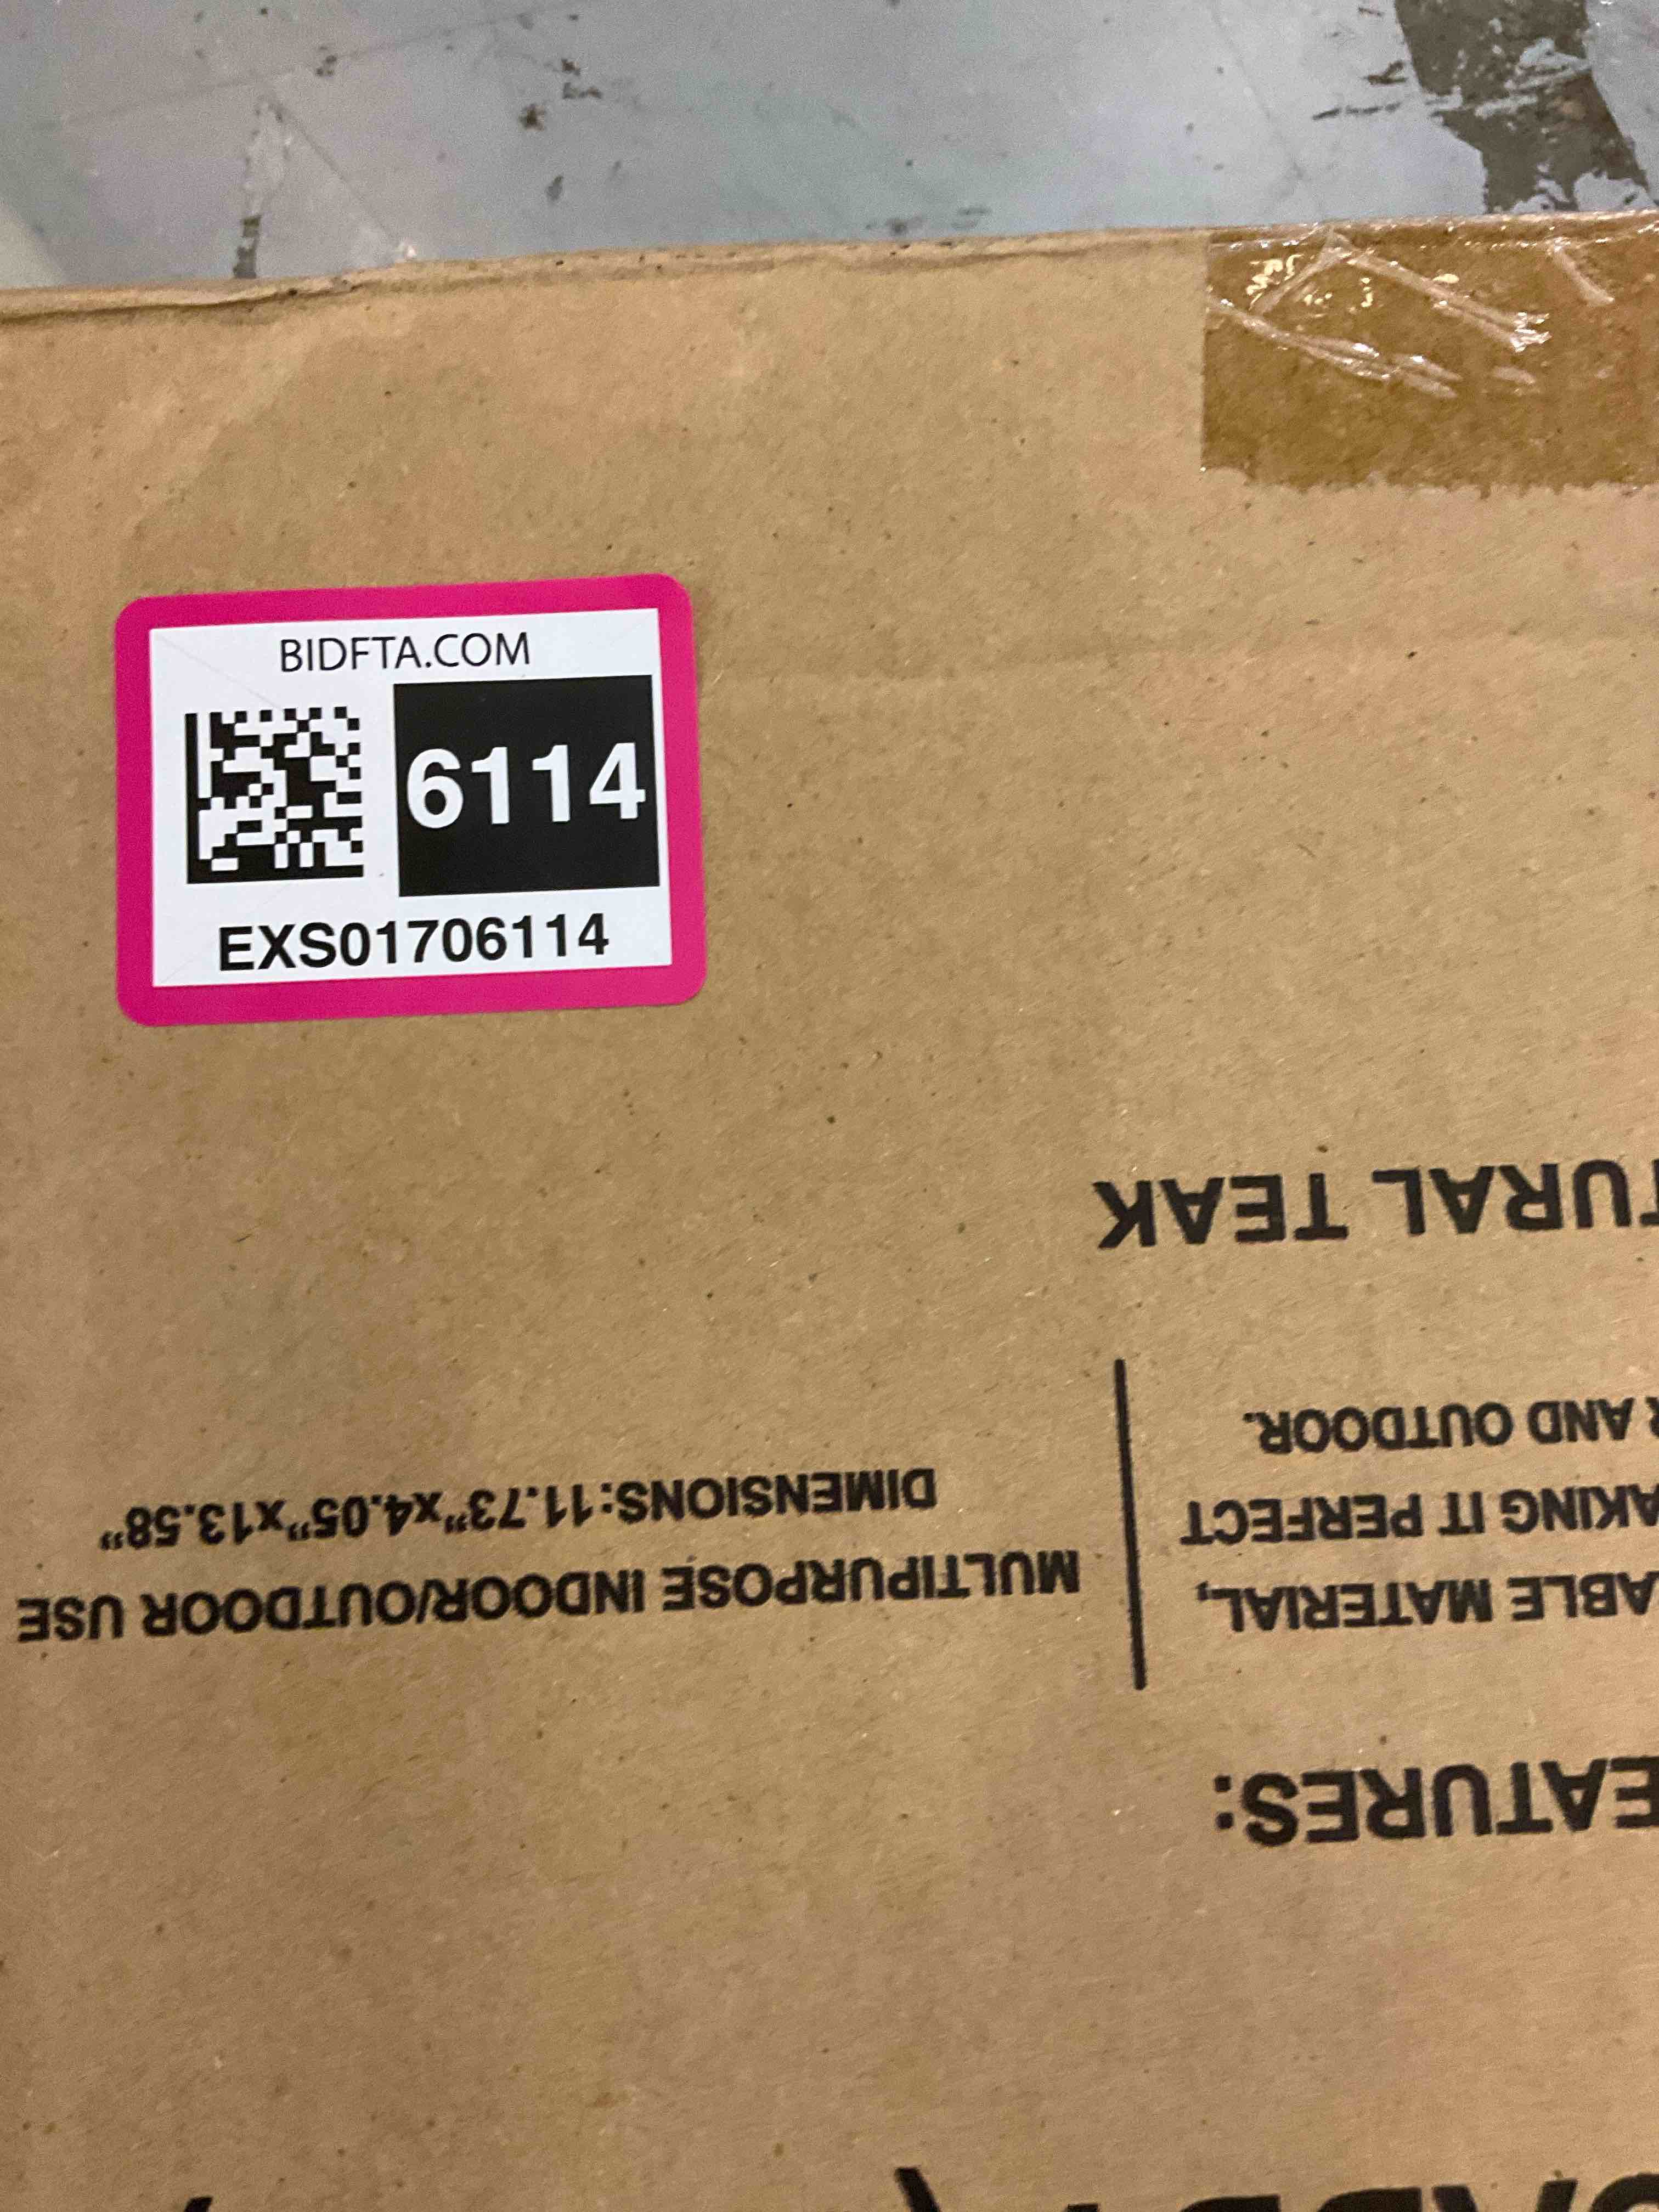 BIDFTA.COM
6114
EXS01706114
EATURES:
ABLE MATERIAL,
AKING IT PERFECT
R AND OUTDOOR.
MULTIPURPOSE INDOOR/OUTDOOR USE
DIMENSIONS:11.73”x4.05”x13.58”
TURAL TEAK